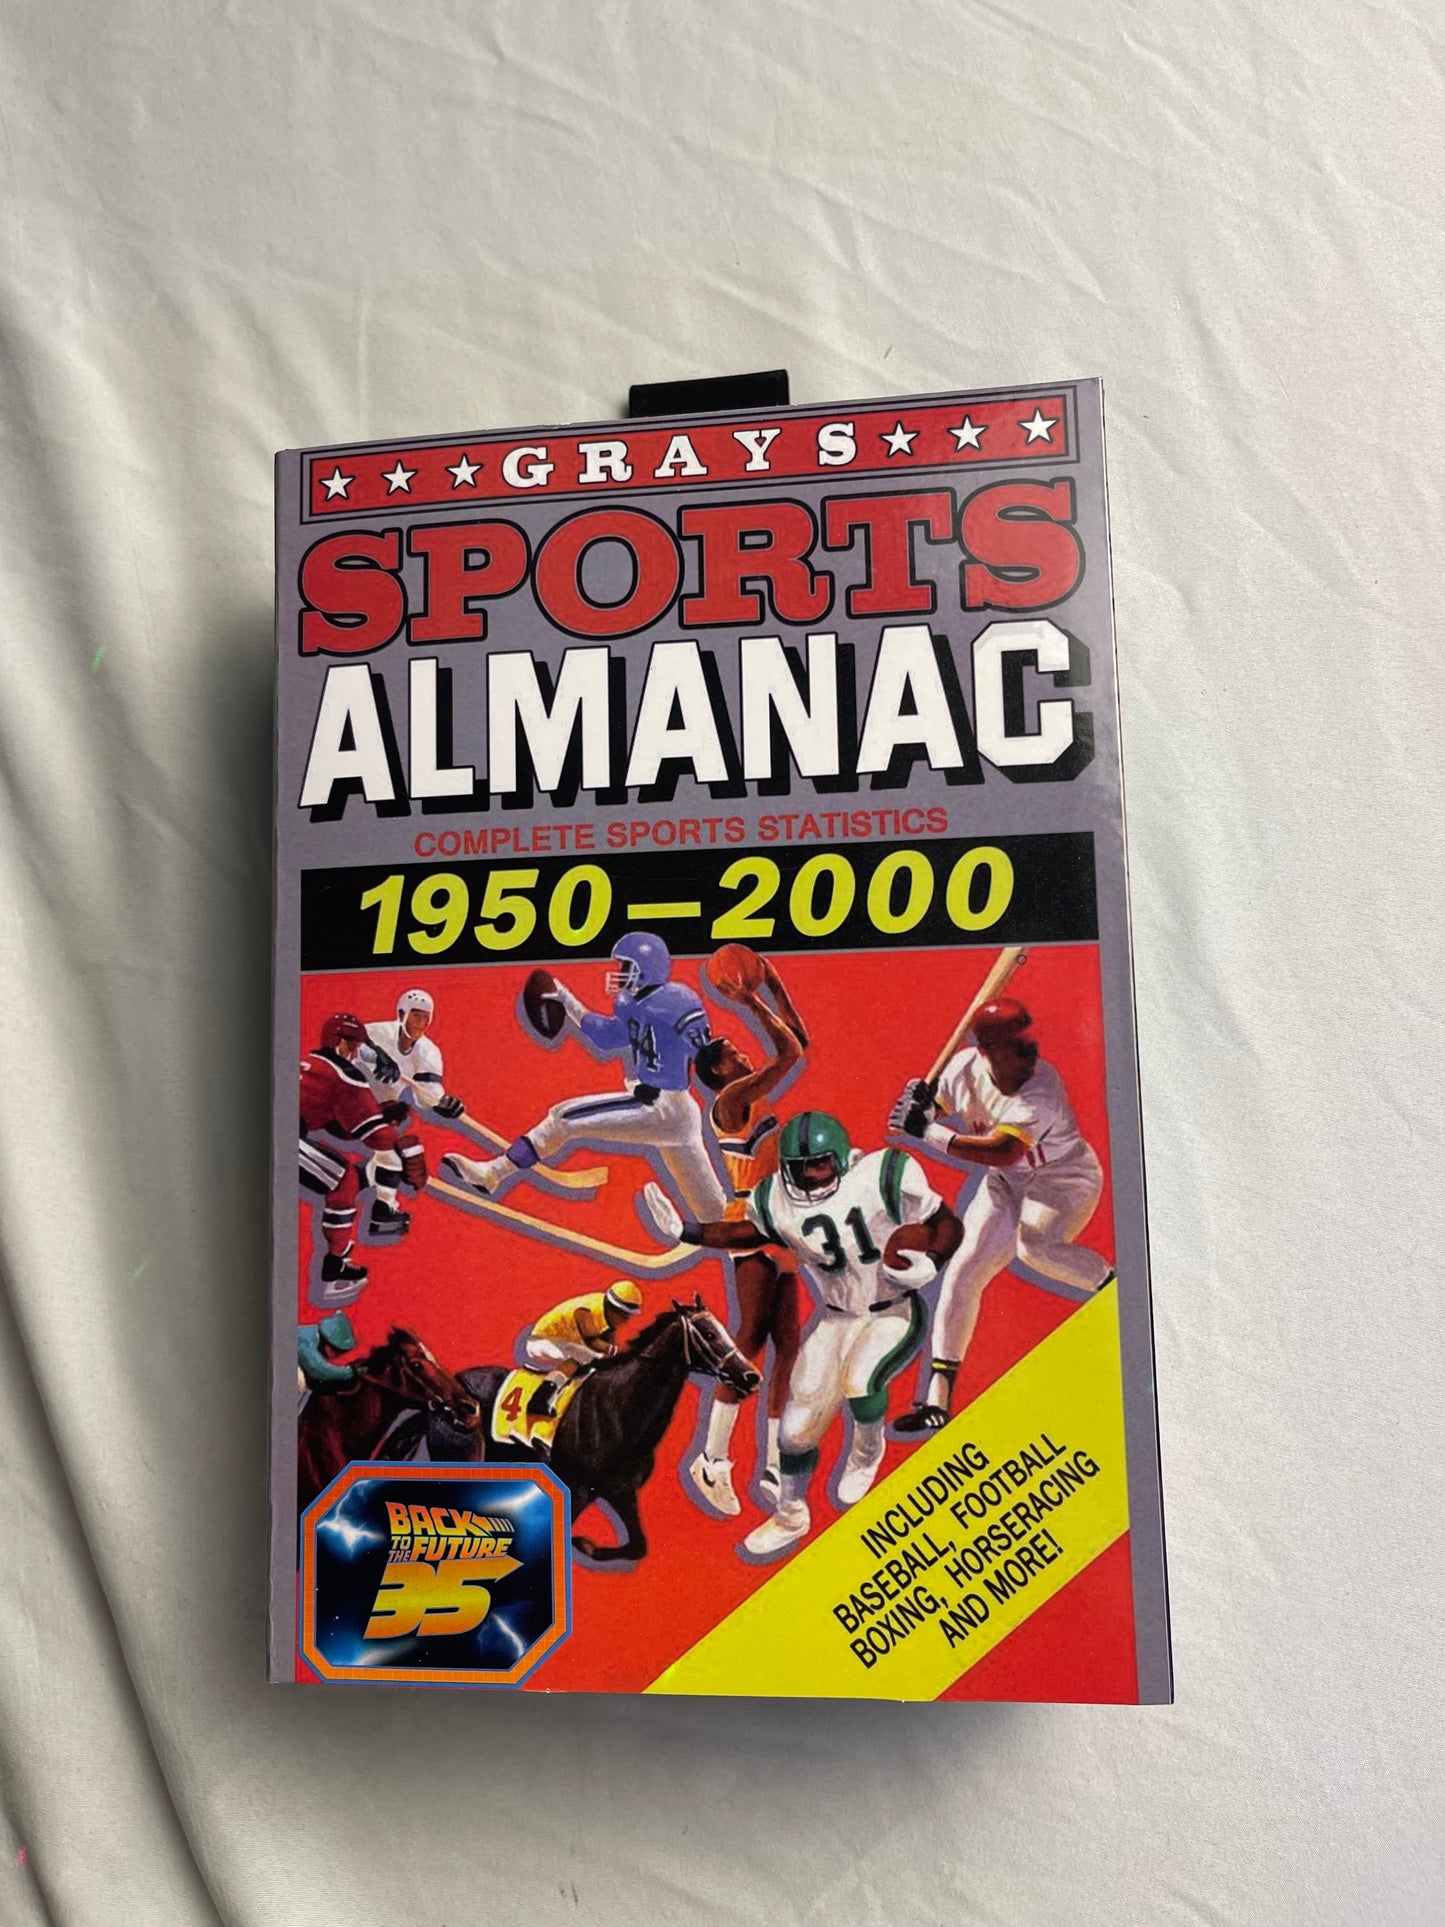 GRAYS
SPORTS
ALMANAC
COMPLETE SPORTS STATISTICS
1950-2000
84
31
11
4
INCLUDING
BASEBALL, FOOTBALL
BOXING, HORSERACING
AND MORE!
BACK
TO THE FUTURE
35